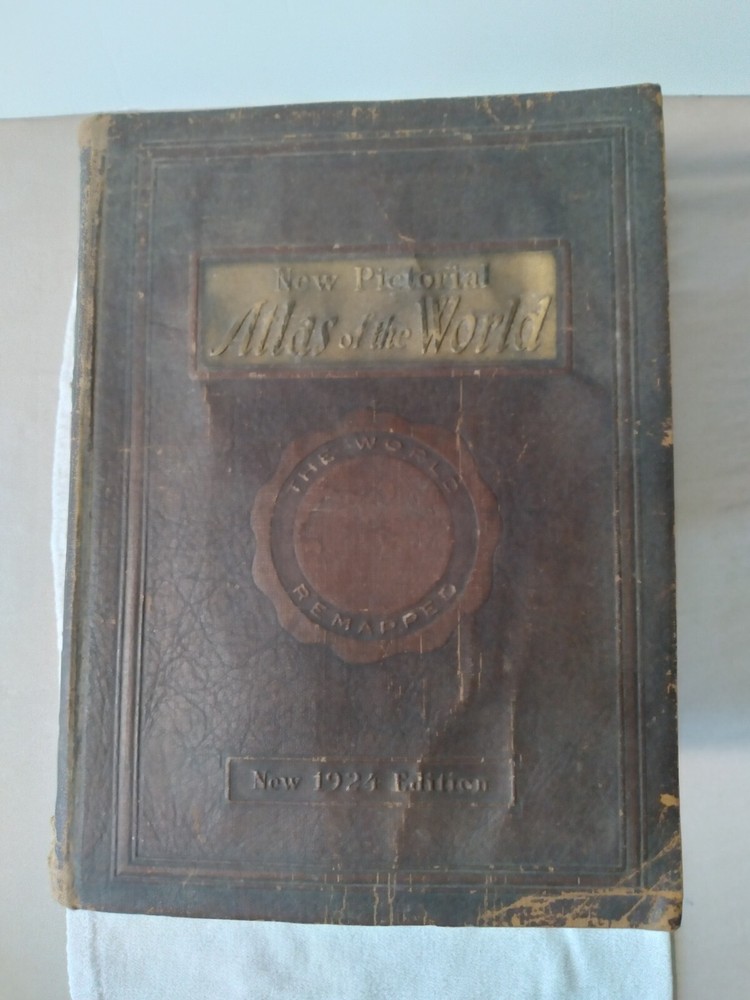 New Pictorial
Atlas of the World
THE WORLD
REMAPPED
New 1924 Edition